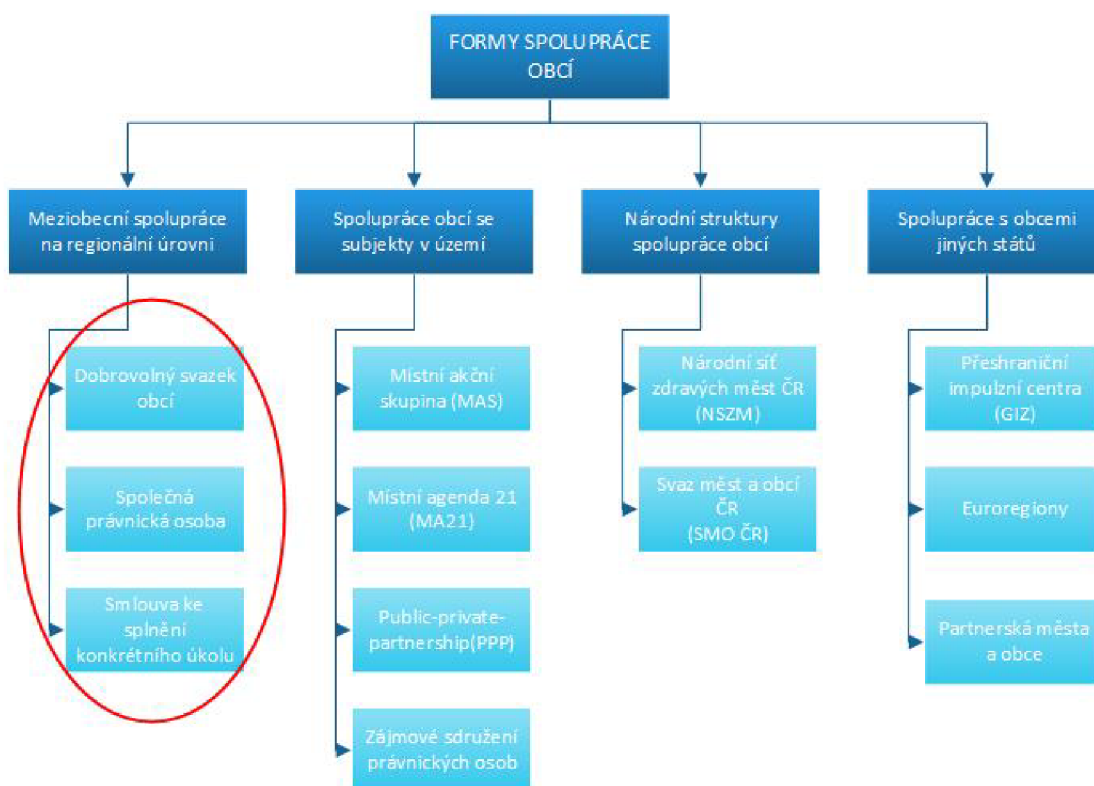 FORMY SPOLUPRÁCE
OBCÍ
Meziobecní spolupráce
na regionální úrovni
Dobrovolný svazek
obcí
Společná
právnická osoba
Smlouva ke
splnění
konkrétního úkolu
Spolupráce obcí se
subjekty v území
Místní akční
skupina (MAS)
Místní agenda 21
(MA21)
Public-private-
partnership(PPP)
Zájmové sdružení
právnických osob
Národní struktury
spolupráce obcí
Národní síť
zdravých měst ČR
(NSZM)
Svaz měst a obcí
ČR
(SMO ČR)
Spolupráce s obcemi
jiných států
Přeshraniční
impulzní centra
(GIZ)
Euroregiony
Partnerská města
a obce